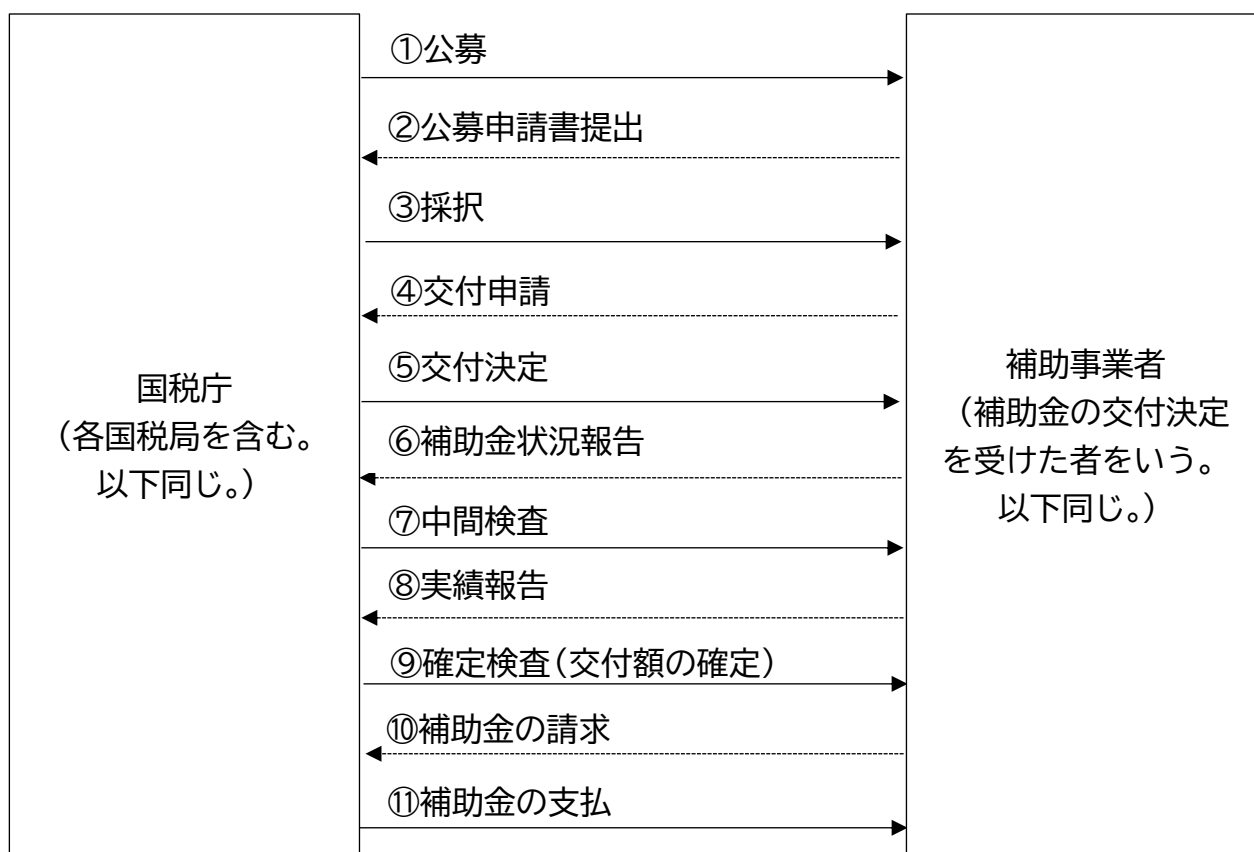 ①公募
②公募申請書提出
③採択
④交付申請
⑤交付決定
⑥補助金状況報告
⑦中間検査
⑧実績報告
⑨確定検査(交付額の確定)
⑩補助金の請求
⑪補助金の支払
国税庁
(各国税局を含む。
以下同じ。)
補助事業者
(補助金の交付決定
を受けた者をいう。
以下同じ。)